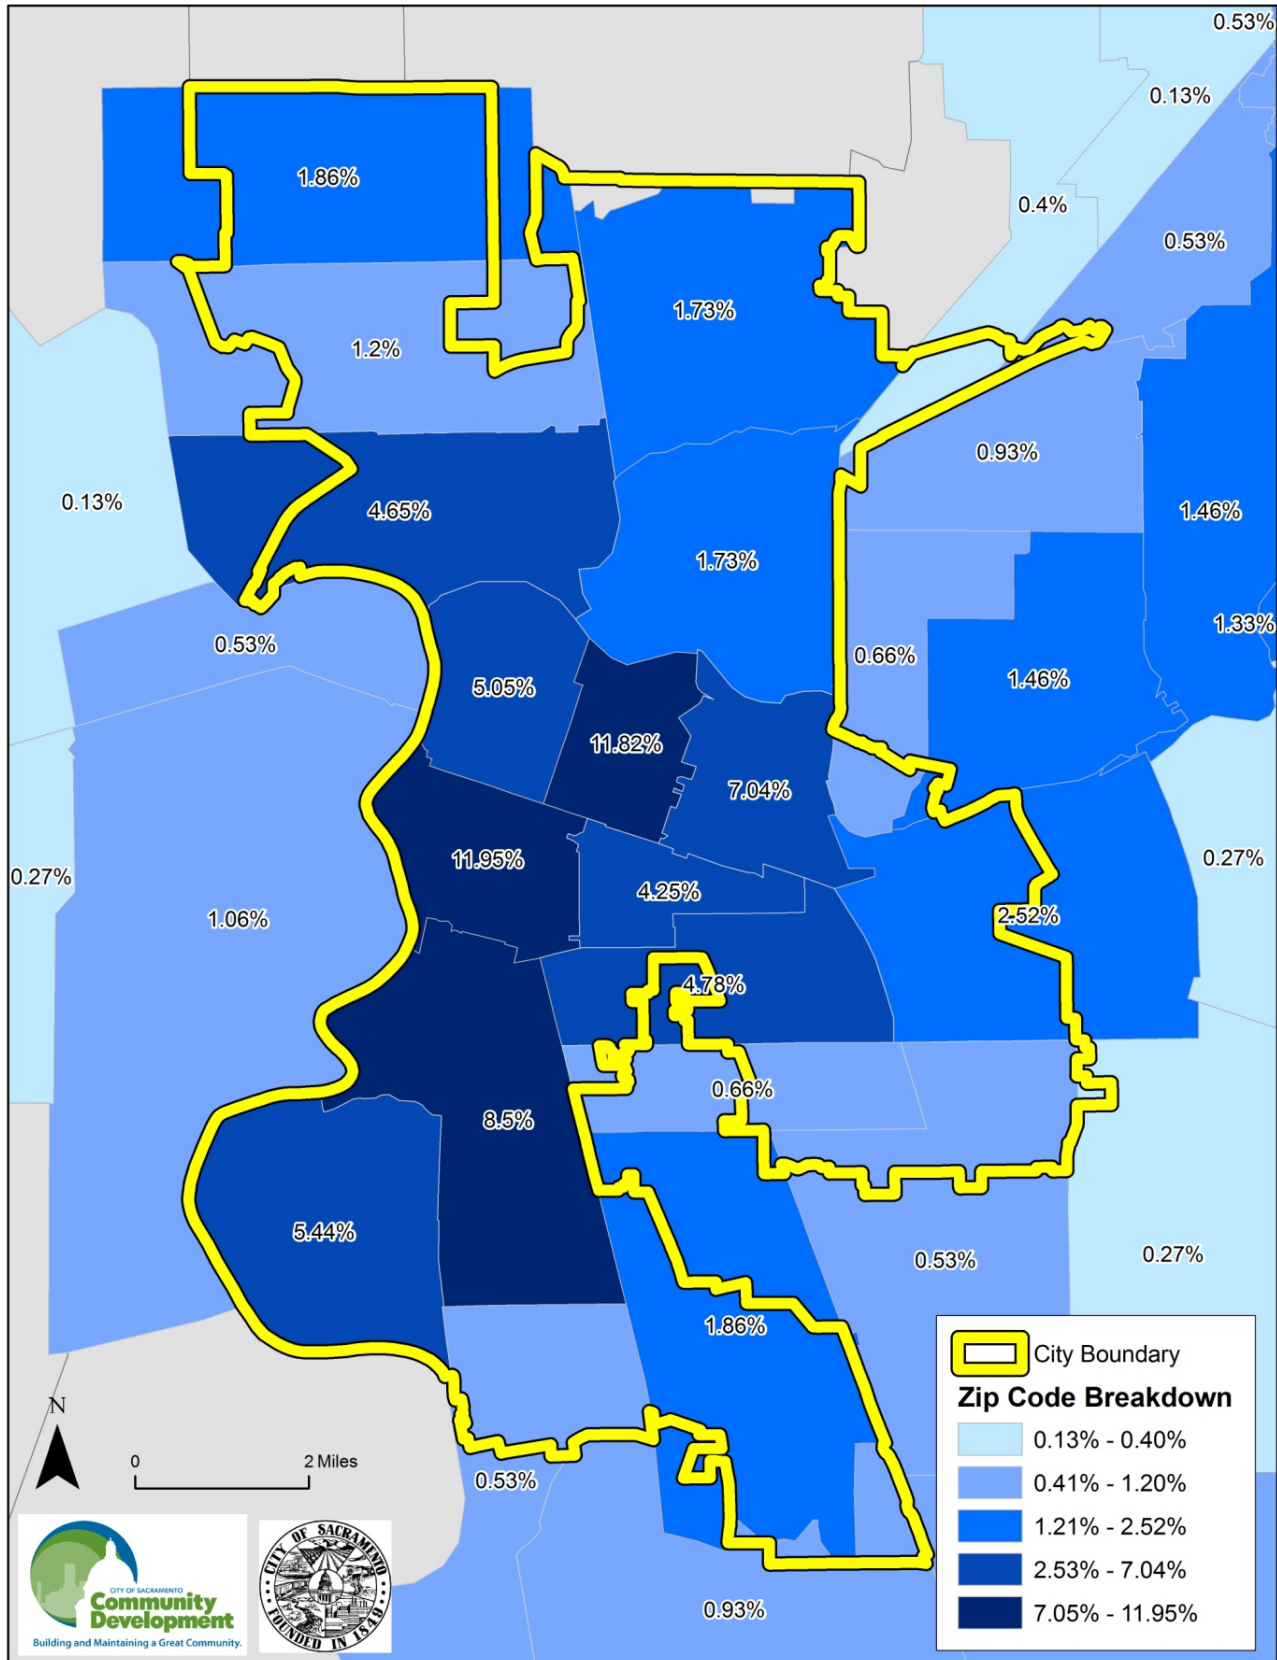 0.53%
0.13%
1.86%
0.4%
0.53%
1.73%
1.2%
0.93%
0.13%
4.65%
1.46%
1.73%
1.33%
0.53%
0.66%
5.05%
1.46%
11.82%
7.04%
11.95%
0.27%
0.27%
4.25%
1.06%
2.52%
4.78%
0.66%
8.5%
5.44%
0.53%
0.27%
1.86%
City Boundary
Zip Code Breakdown
0.13% - 0.40%
0.41% - 1.20%
1.21% - 2.52%
2.53% - 7.04%
7.05% - 11.95%
N
0 2 Miles
0.53%
0.93%
CITY OF SACRAMENTO
Community
Development
Building and Maintaining a Great Community.
CITY OF SACRAMENTO
FOUNDED IN 1849